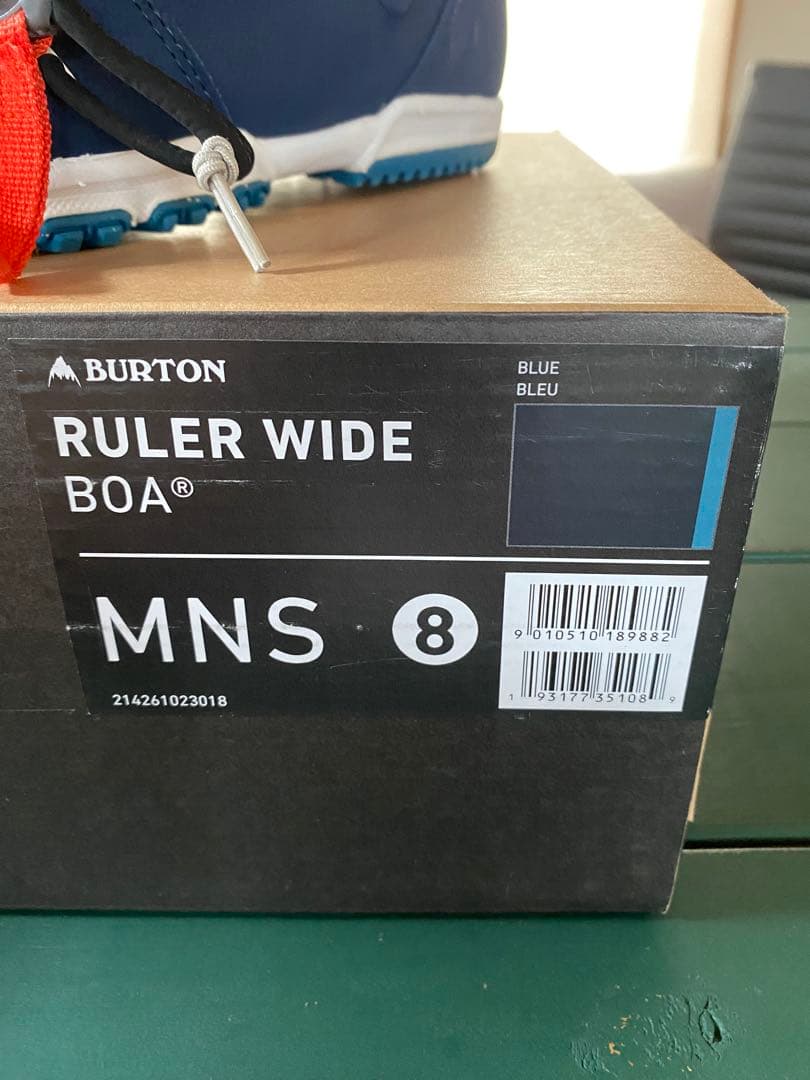 BURTON
RULER WIDE
BOA®
BLUE
BLEU
MNS 8
214261023018
9 010510 189882
1 93177 35108 9